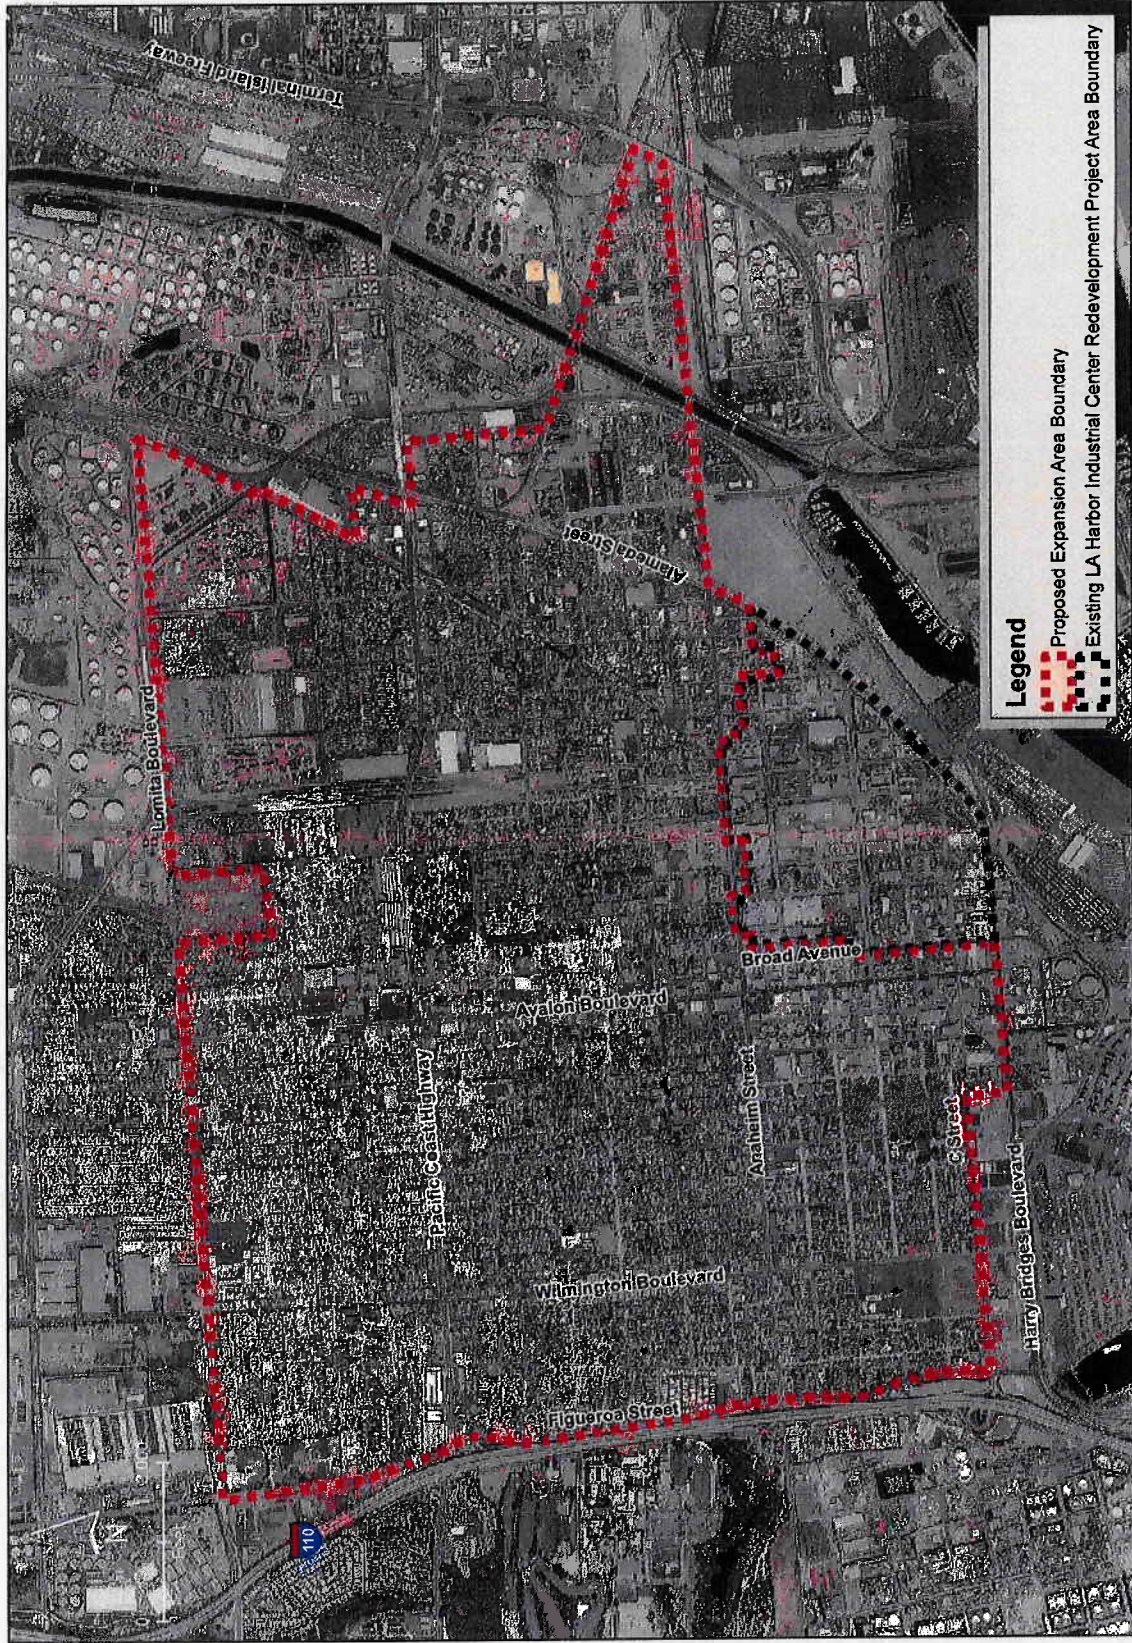 Terminal Island Freeway
Lomita Boulevard
Alameda Street
Broad Avenue
Avalon Boulevard
Pacific Coast Highway
Anaheim Street
C Street
Wilmington Boulevard
Harry Bridges Boulevard
Figueroa Street
110
N
0
Legend
Proposed Expansion Area Boundary
Existing LA Harbor Industrial Center Redevelopment Project Area Boundary